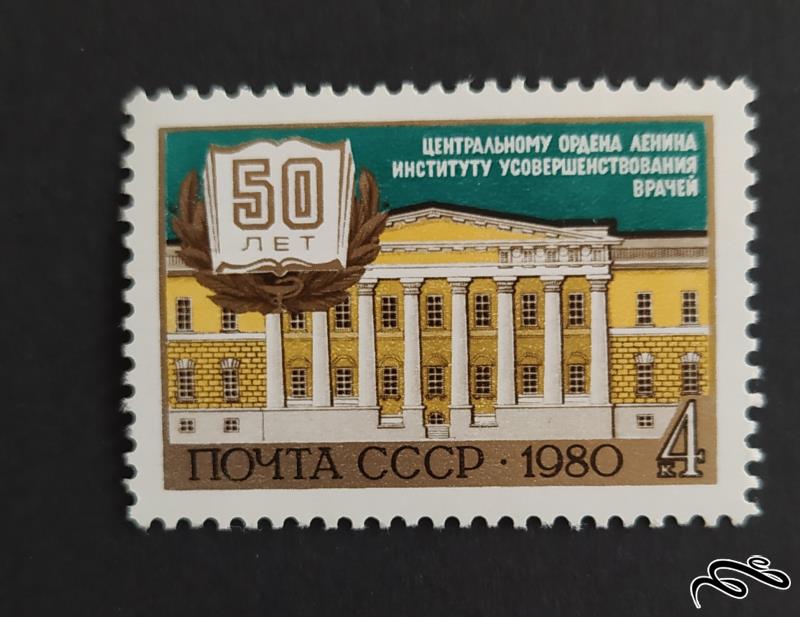 50
ЛЕТ
ЦЕНТРАЛЬНОМУ ОРДЕНА ЛЕНИНА
ИНСТИТУТУ УСОВЕРШЕНСТВОВАНИЯ
ВРАЧЕЙ
ПОЧТА СССР · 1980
4
К